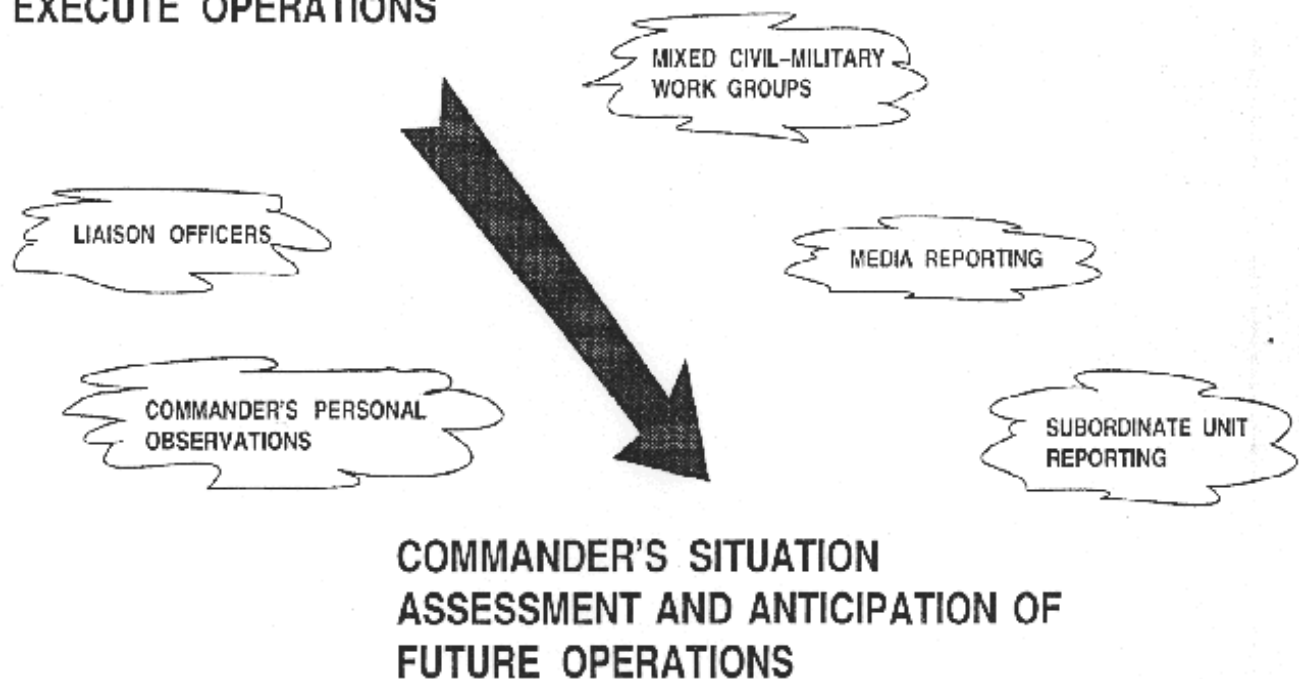 EXECUTE OPERATIONS
MIXED CIVIL-MILITARY
WORK GROUPS
LIAISON OFFICERS
MEDIA REPORTING
COMMANDER'S PERSONAL
OBSERVATIONS
SUBORDINATE UNIT
REPORTING
COMMANDER'S SITUATION
ASSESSMENT AND ANTICIPATION OF
FUTURE OPERATIONS